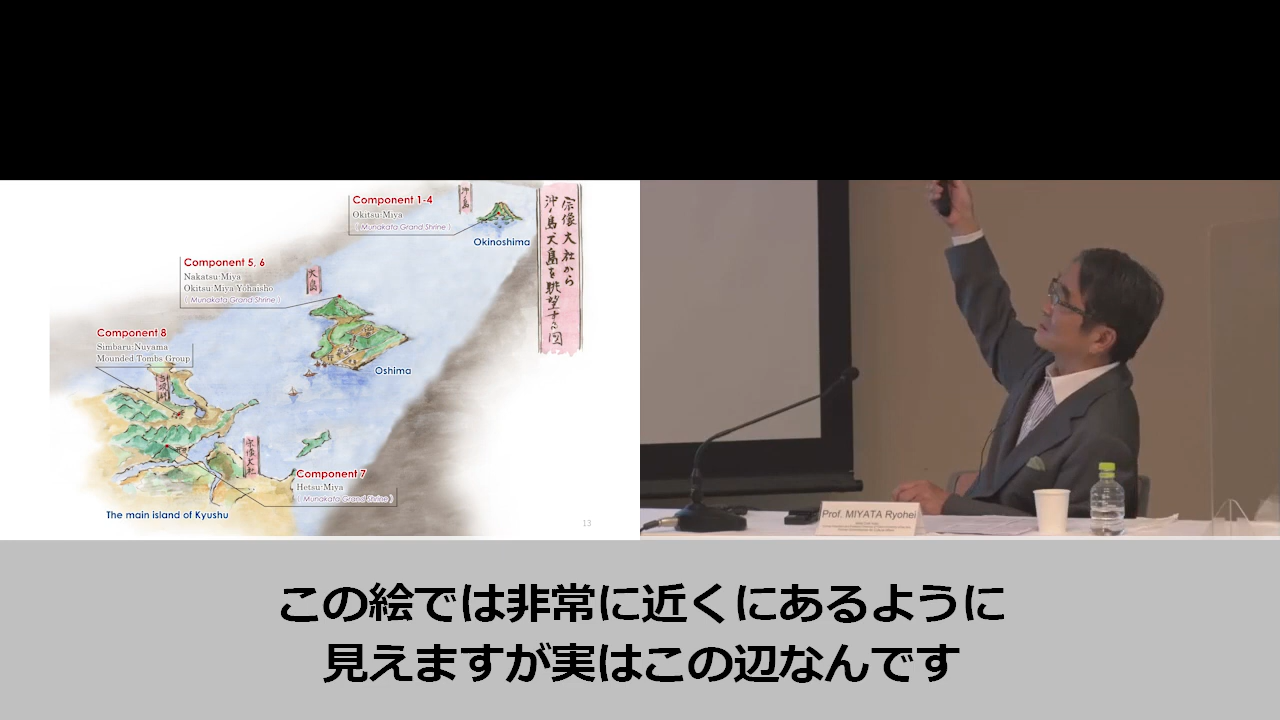 Component 1-4
Okitsu-Miya
( Munakata Grand Shrine )
沖ノ島
Okinoshima
宗像大社から
沖ノ島大島を眺望する図
Component 5, 6
Nakatsu-Miya
Okitsu-Miya Yohaisho
( Munakata Grand Shrine )
大島
Oshima
Component 8
Simbaru-Nuyama
Mounded Tombs Group
宗像大社
Component 7
Hetsu-Miya
( Munakata Grand Shrine )
The main island of Kyushu
13
Prof. MIYATA Ryohei
この絵では非常に近くにあるように
見えますが実はこの辺なんです